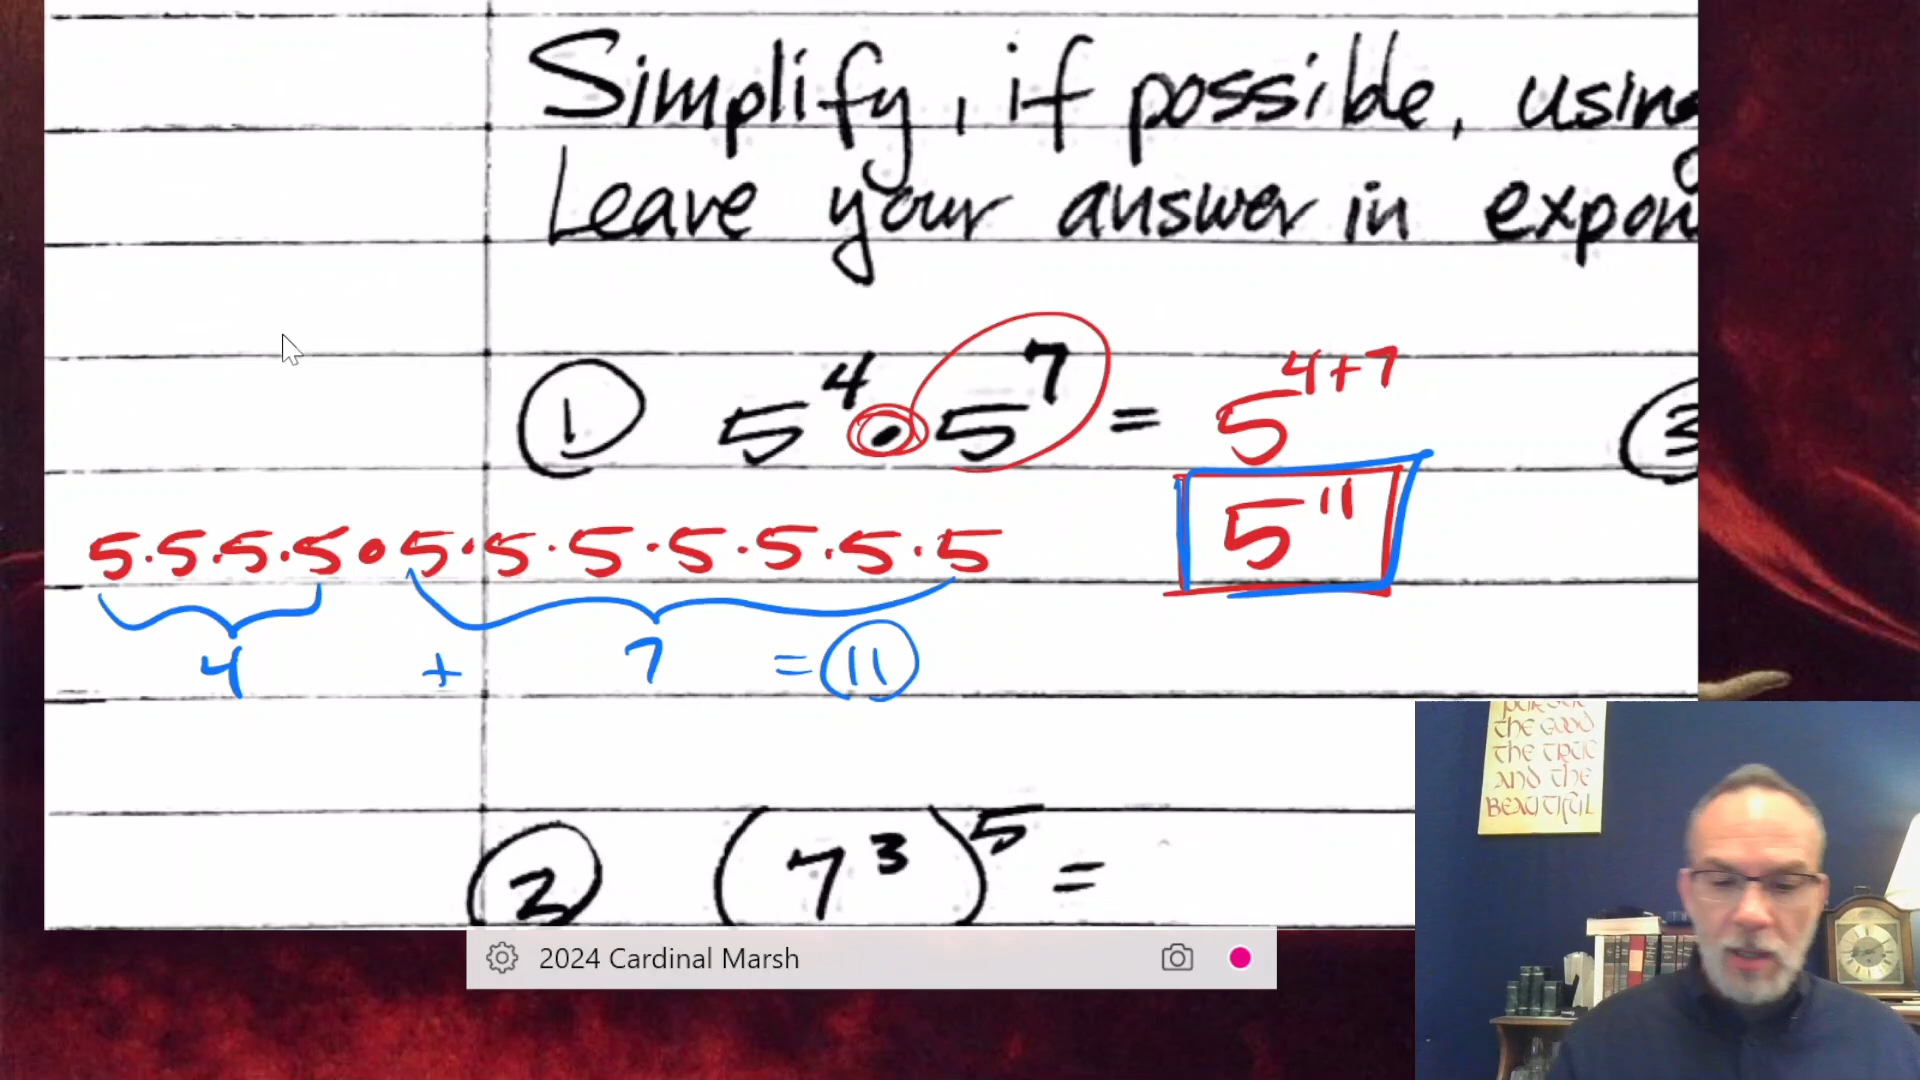 Simplify, if possible, using
Leave your answer in expon
① 5⁴ · 5⁷ = 5⁴⁺⁷
③
5¹¹
5·5·5·5·5·5·5·5·5·5·5
4 + 7 = 11
② (7³)⁵ =
THE GOOD
THE TRUE
AND THE
BEAUTIFUL
2024 Cardinal Marsh